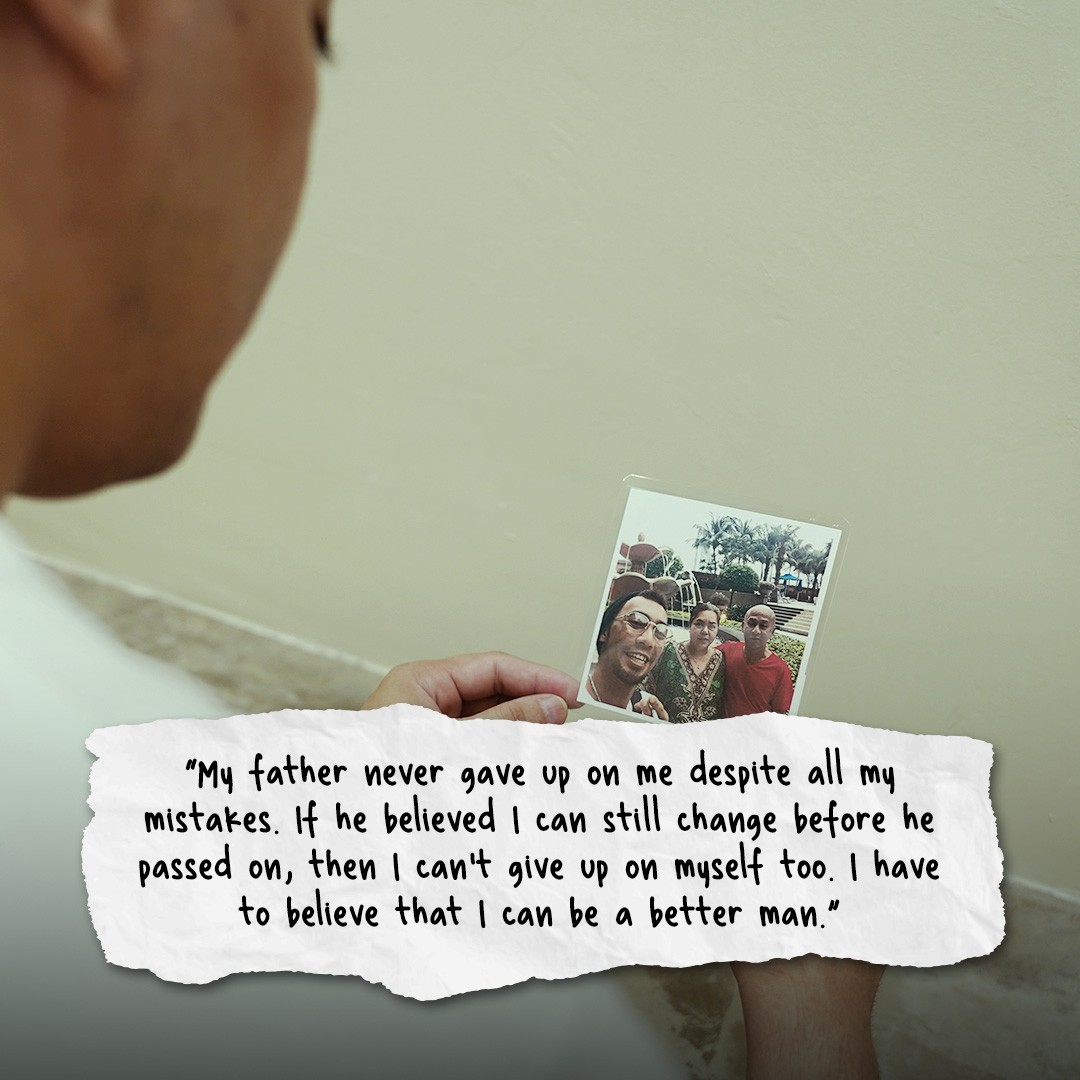 "My father never gave up on me despite all my
mistakes. If he believed I can still change before he
passed on, then I can't give up on myself too. I have
to believe that I can be a better man."